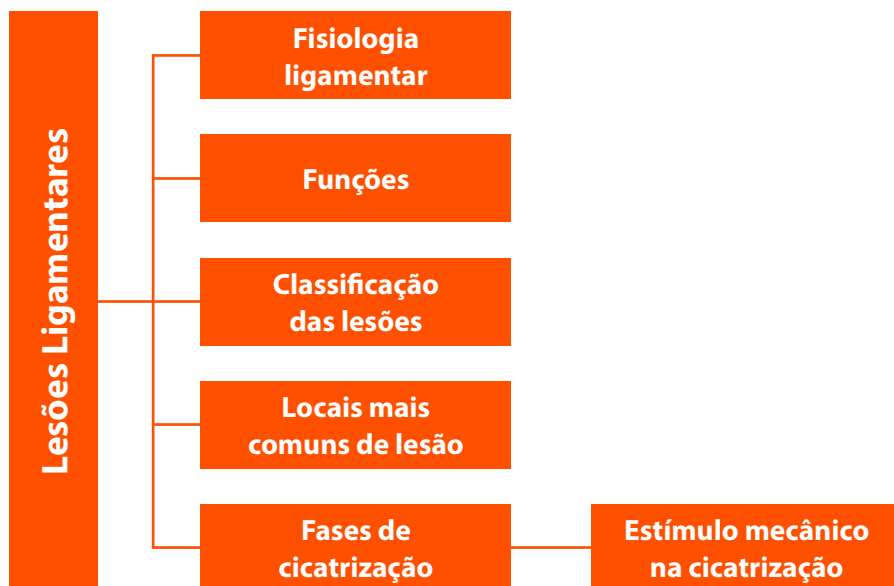 Lesões Ligamentares
Fisiologia
ligamentar
Funções
Classificação
das lesões
Locais mais
comuns de lesão
Fases de
cicatrização
Estímulo mecânico
na cicatrização